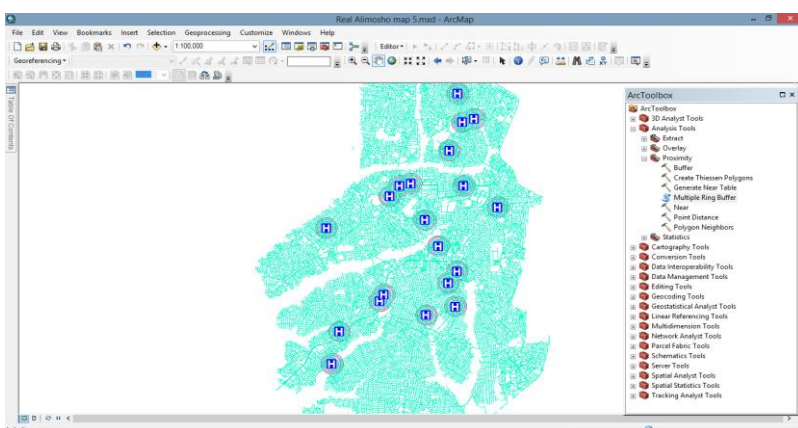 Real Alimosho map 5.mxd - ArcMap
File Edit View Bookmarks Insert Selection Geoprocessing Customize Windows Help
1:100,000 Editor
Georeferencing
Table Of Contents
ArcToolbox
ArcToolbox
3D Analyst Tools
Analysis Tools
Extract
Overlay
Proximity
Buffer
Create Thiessen Polygons
Generate Near Table
Multiple Ring Buffer
Near
Point Distance
Polygon Neighbors
Statistics
Cartography Tools
Conversion Tools
Data Interoperability Tools
Data Management Tools
Editing Tools
Geocoding Tools
Geostatistical Analyst Tools
Linear Referencing Tools
Multidimension Tools
Network Analyst Tools
Parcel Fabric Tools
Schematics Tools
Server Tools
Spatial Analyst Tools
Spatial Statistics Tools
Tracking Analyst Tools
H
H H
H
H H H
H
H
H
H
H
H
H
H
H
H
H
H
H